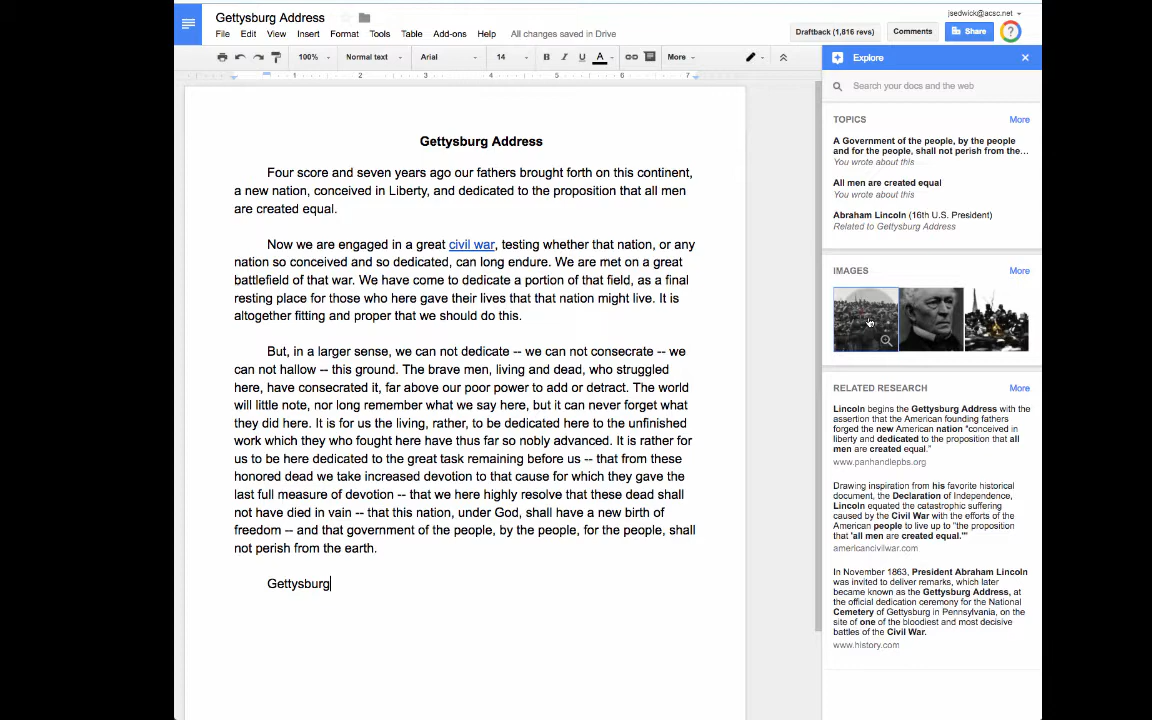 Gettysburg Address
jsedwick@acsc.net
File Edit View Insert Format Tools Table Add-ons Help All changes saved in Drive
Draftback (1,816 revs) Comments Share
100% Normal text Arial 14 B I U A More
1 2 3 4 5 6 7
Gettysburg Address
Four score and seven years ago our fathers brought forth on this continent,
a new nation, conceived in Liberty, and dedicated to the proposition that all men
are created equal.
Now we are engaged in a great civil war, testing whether that nation, or any
nation so conceived and so dedicated, can long endure. We are met on a great
battlefield of that war. We have come to dedicate a portion of that field, as a final
resting place for those who here gave their lives that that nation might live. It is
altogether fitting and proper that we should do this.
But, in a larger sense, we can not dedicate -- we can not consecrate -- we
can not hallow -- this ground. The brave men, living and dead, who struggled
here, have consecrated it, far above our poor power to add or detract. The world
will little note, nor long remember what we say here, but it can never forget what
they did here. It is for us the living, rather, to be dedicated here to the unfinished
work which they who fought here have thus far so nobly advanced. It is rather for
us to be here dedicated to the great task remaining before us -- that from these
honored dead we take increased devotion to that cause for which they gave the
last full measure of devotion -- that we here highly resolve that these dead shall
not have died in vain -- that this nation, under God, shall have a new birth of
freedom -- and that government of the people, by the people, for the people, shall
not perish from the earth.
Gettysburg
Explore
Search your docs and the web
TOPICS More
A Government of the people, by the people
and for the people, shall not perish from the...
You wrote about this
All men are created equal
You wrote about this
Abraham Lincoln (16th U.S. President)
Related to Gettysburg Address
IMAGES More
RELATED RESEARCH More
Lincoln begins the Gettysburg Address with the
assertion that the American founding fathers
forged the new American nation "conceived in
liberty and dedicated to the proposition that all
men are created equal."
www.panhandlepbs.org
Drawing inspiration from his favorite historical
document, the Declaration of Independence,
Lincoln equated the catastrophic suffering
caused by the Civil War with the efforts of the
American people to live up to "the proposition
that 'all men are created equal.'"
americancivilwar.com
In November 1863, President Abraham Lincoln
was invited to deliver remarks, which later
became known as the Gettysburg Address, at
the official dedication ceremony for the National
Cemetery of Gettysburg in Pennsylvania, on the
site of one of the bloodiest and most decisive
battles of the Civil War.
www.history.com